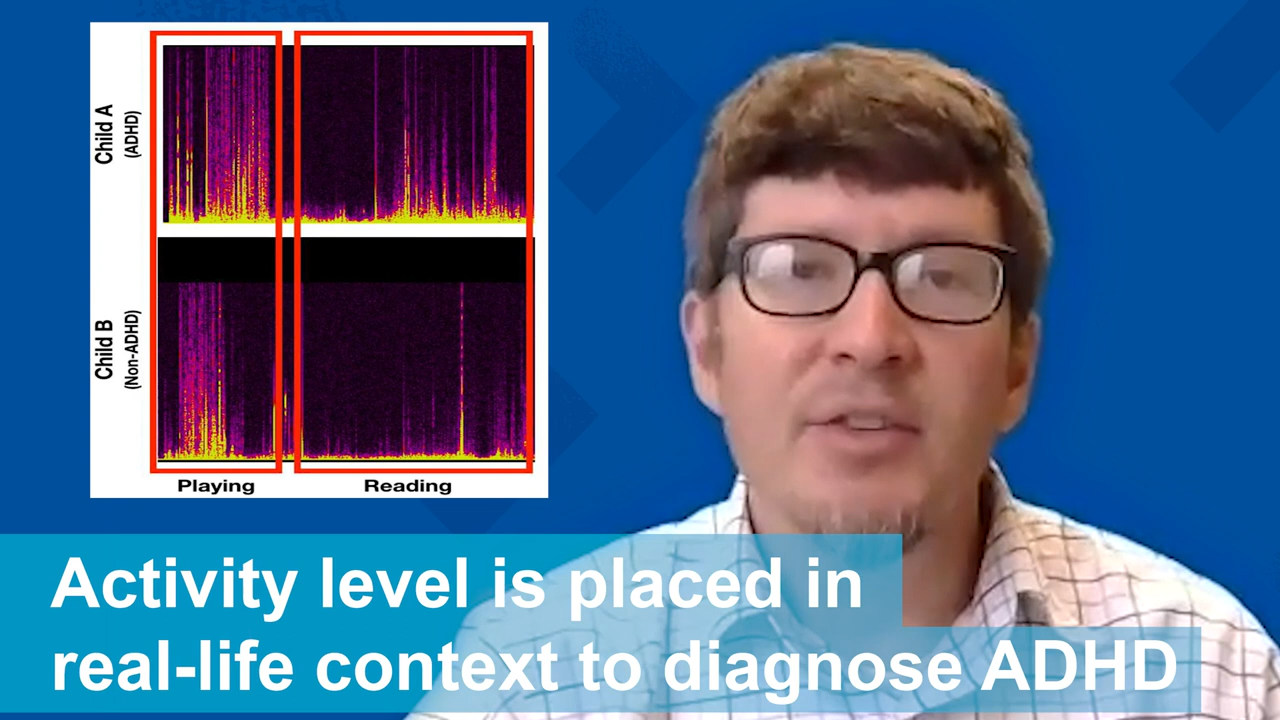 Child A
(ADHD)
Child B
(Non-ADHD)
Playing
Reading
Activity level is placed in
real-life context to diagnose ADHD